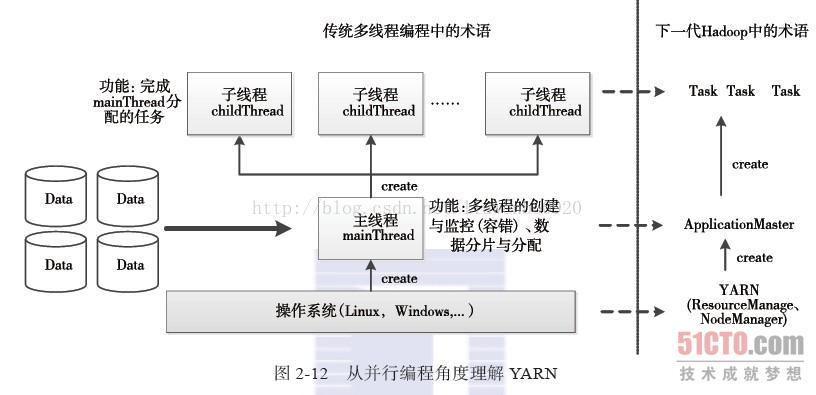 传统多线程编程中的术语
下一代Hadoop中的术语
功能：完成
mainThread分
配的任务
子线程
childThread
子线程
childThread
……
子线程
childThread
Task Task Task
create
create
Data
Data
Data
Data
主线程
mainThread
功能：多线程的创建
与监控(容错)、数
据分片与分配
ApplicationMaster
create
create
操作系统(Linux，Windows,...)
YARN
(ResourceManage、
NodeManager)
51CTO.com
技术成就梦想
图 2-12 从并行编程角度理解 YARN